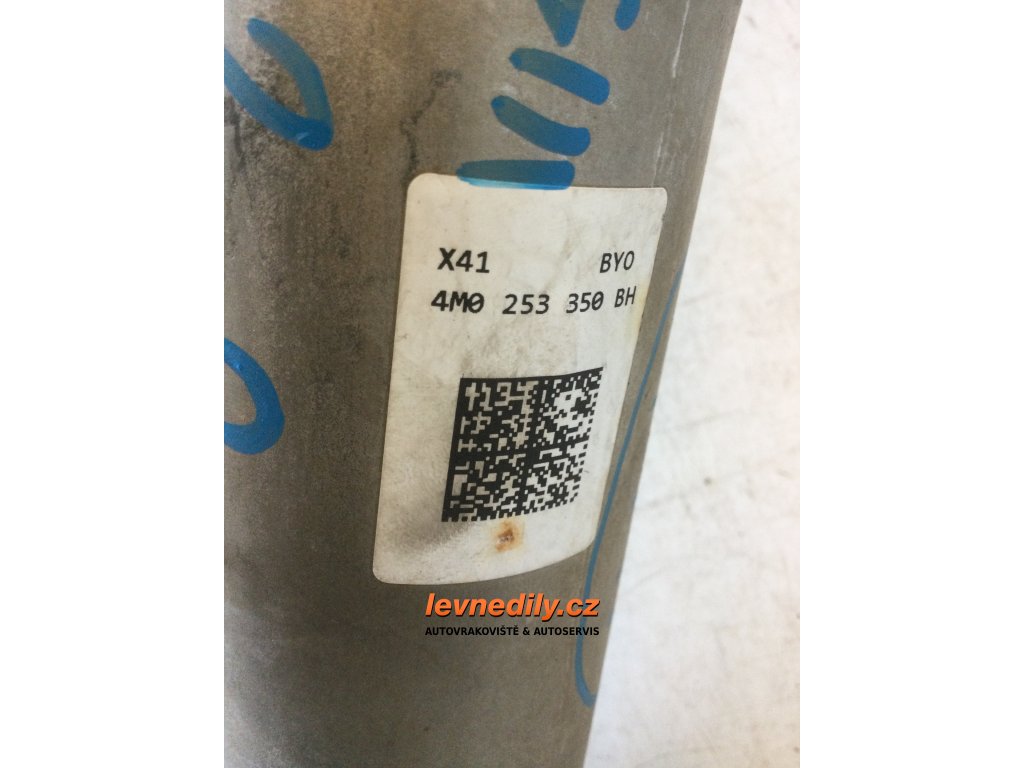 X41 BYO
4M0 253 350 BH
levnedily.cz
AUTOVRAKOVIŠTĚ & AUTOSERVIS